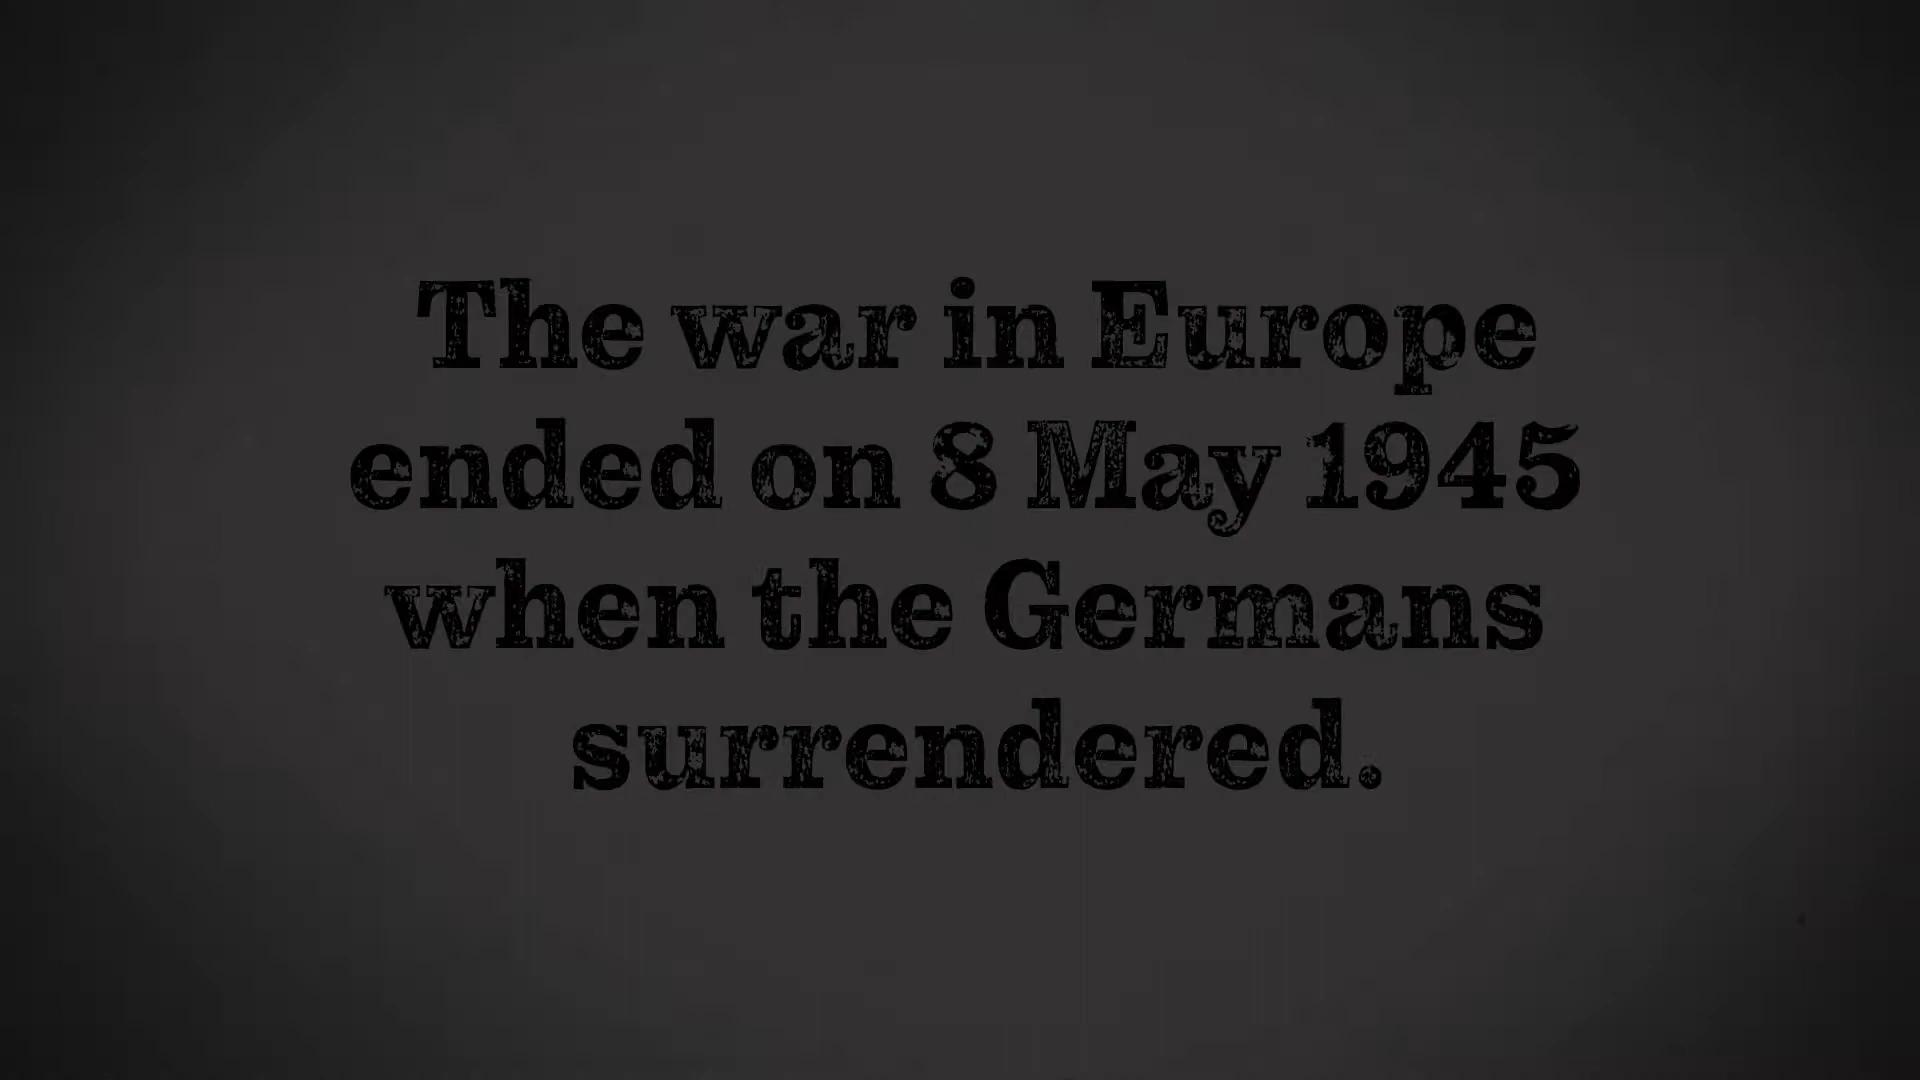 The war in Europe
ended on 8 May 1945
when the Germans
surrendered.